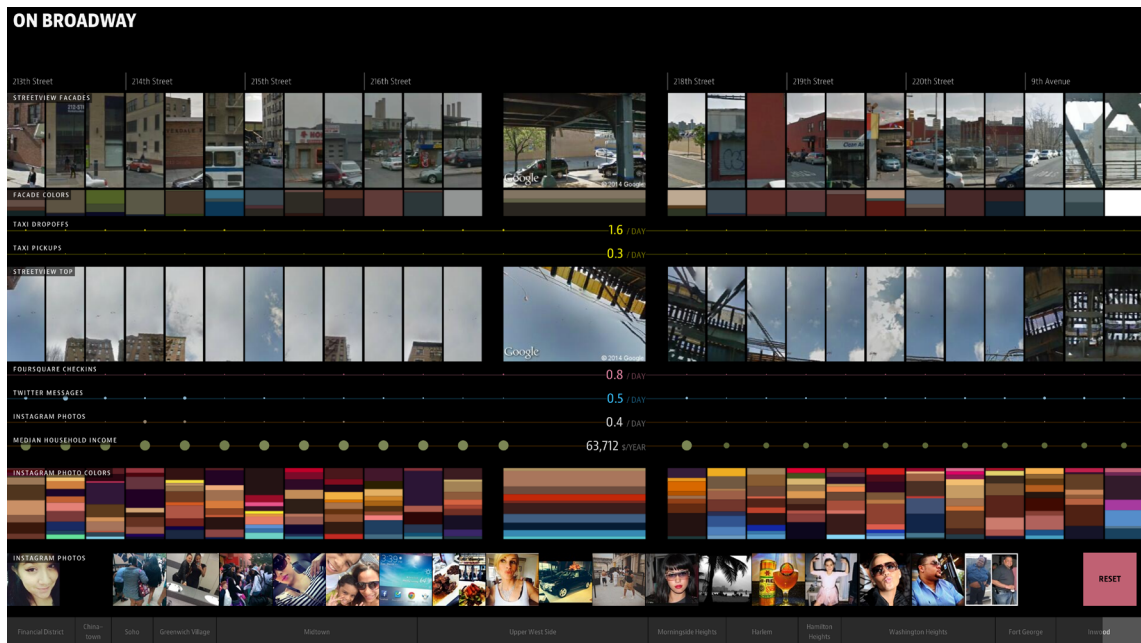 ON BROADWAY
213th Street
214th Street
215th Street
216th Street
218th Street
219th Street
220th Street
9th Avenue
STREETVIEW FACADES
Google
© 2014 Google
FACADE COLORS
TAXI DROPOFFS
1.6 / DAY
TAXI PICKUPS
0.3 / DAY
STREETVIEW TOP
Google
© 2014 Google
FOURSQUARE CHECKINS
0.8 / DAY
TWITTER MESSAGES
0.5 / DAY
INSTAGRAM PHOTOS
0.4 / DAY
MEDIAN HOUSEHOLD INCOME
63,712 $/YEAR
INSTAGRAM PHOTO COLORS
INSTAGRAM PHOTOS
3:39
RESET
Financial District
China-
town
Soho
Greenwich Village
Midtown
Upper West Side
Morningside Heights
Harlem
Hamilton
Heights
Washington Heights
Fort George
Inwood